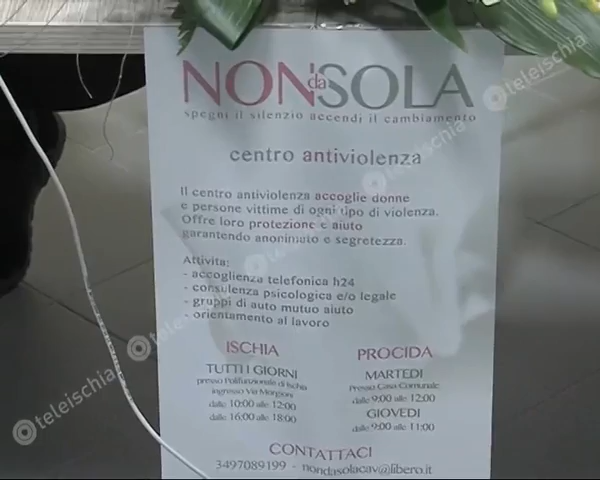 NON da SOLA
spegni il silenzio accendi il cambiamento
centro antiviolenza
Il centro antiviolenza accoglie donne
e persone vittime di ogni tipo di violenza.
Offre loro protezione e aiuto
garantendo anonimato e segretezza.
Attivita:
- accoglienza telefonica h24
- consulenza psicologica e/o legale
- gruppi di auto mutuo aiuto
- orientamento al lavoro
ISCHIA
TUTTI I GIORNI
presso Polifunzionale di Ischia
ingresso Via Morgioni
dalle 10:00 alle 12:00
dalle 16:00 alle 18:00
PROCIDA
MARTEDI
Presso Casa Comunale
dalle 9:00 alle 12:00
GIOVEDI
dalle 9:00 alle 11:00
CONTATTACI
3497089199 - nondasolacav@libero.it
teleischia
teleischia
teleischia
teleischia